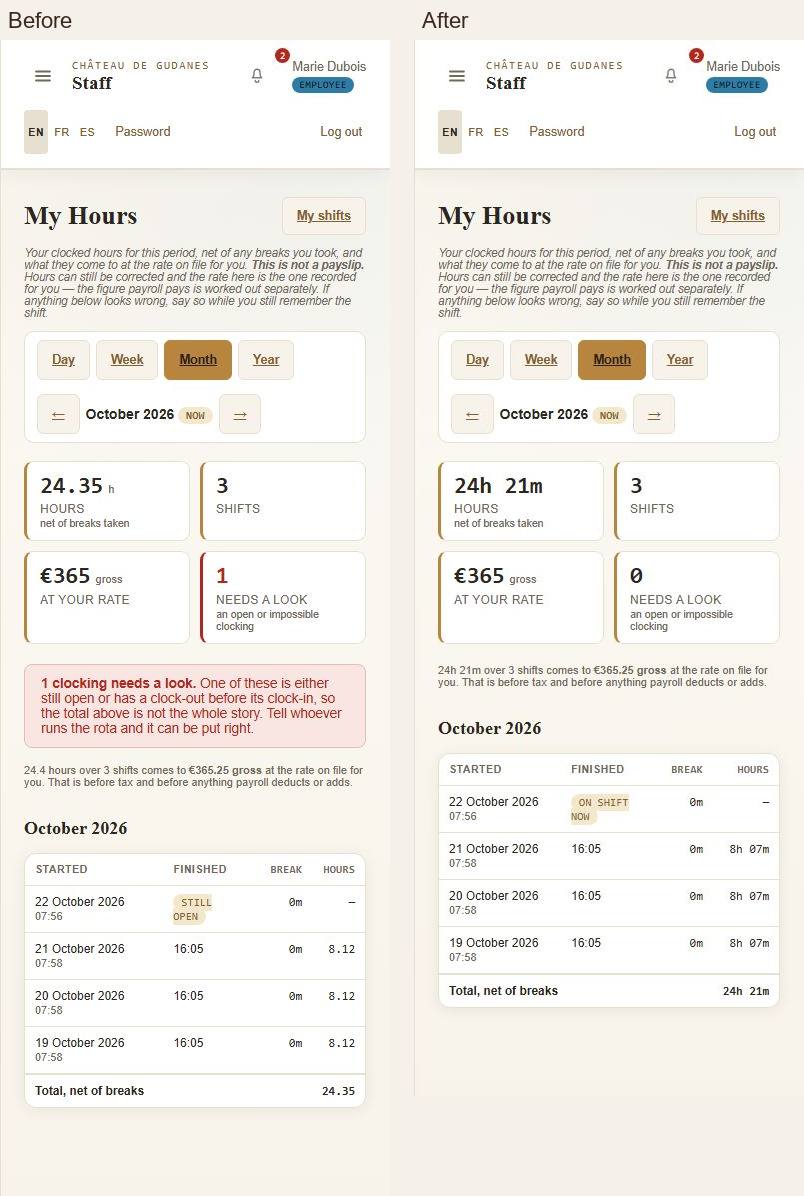 Before
CHÂTEAU DE GUDANES
Staff
2
Marie Dubois
EMPLOYEE
EN FR ES Password Log out
My Hours
My shifts
Your clocked hours for this period, net of any breaks you took, and
what they come to at the rate on file for you. This is not a payslip.
Hours can still be corrected and the rate here is the one recorded
for you — the figure payroll pays is worked out separately. If
anything below looks wrong, say so while you still remember the
shift.
Day Week Month Year
← October 2026 NOW →
24.35 h
HOURS
net of breaks taken
3
SHIFTS
€365 gross
AT YOUR RATE
1
NEEDS A LOOK
an open or impossible
clocking
1 clocking needs a look. One of these is either
still open or has a clock-out before its clock-in, so
the total above is not the whole story. Tell whoever
runs the rota and it can be put right.
24.4 hours over 3 shifts comes to €365.25 gross at the rate on file for
you. That is before tax and before anything payroll deducts or adds.
October 2026
STARTED FINISHED BREAK HOURS
22 October 2026 STILL 0m —
07:56 OPEN
21 October 2026 16:05 0m 8.12
07:58
20 October 2026 16:05 0m 8.12
07:58
19 October 2026 16:05 0m 8.12
07:58
Total, net of breaks 24.35
After
CHÂTEAU DE GUDANES
Staff
2
Marie Dubois
EMPLOYEE
EN FR ES Password Log out
My Hours
My shifts
Your clocked hours for this period, net of any breaks you took, and
what they come to at the rate on file for you. This is not a payslip.
Hours can still be corrected and the rate here is the one recorded
for you — the figure payroll pays is worked out separately. If
anything below looks wrong, say so while you still remember the
shift.
Day Week Month Year
← October 2026 NOW →
24h 21m
HOURS
net of breaks taken
3
SHIFTS
€365 gross
AT YOUR RATE
0
NEEDS A LOOK
an open or impossible
clocking
24h 21m over 3 shifts comes to €365.25 gross at the rate on file for
you. That is before tax and before anything payroll deducts or adds.
October 2026
STARTED FINISHED BREAK HOURS
22 October 2026 ON SHIFT 0m —
07:56 NOW
21 October 2026 16:05 0m 8h 07m
07:58
20 October 2026 16:05 0m 8h 07m
07:58
19 October 2026 16:05 0m 8h 07m
07:58
Total, net of breaks 24h 21m